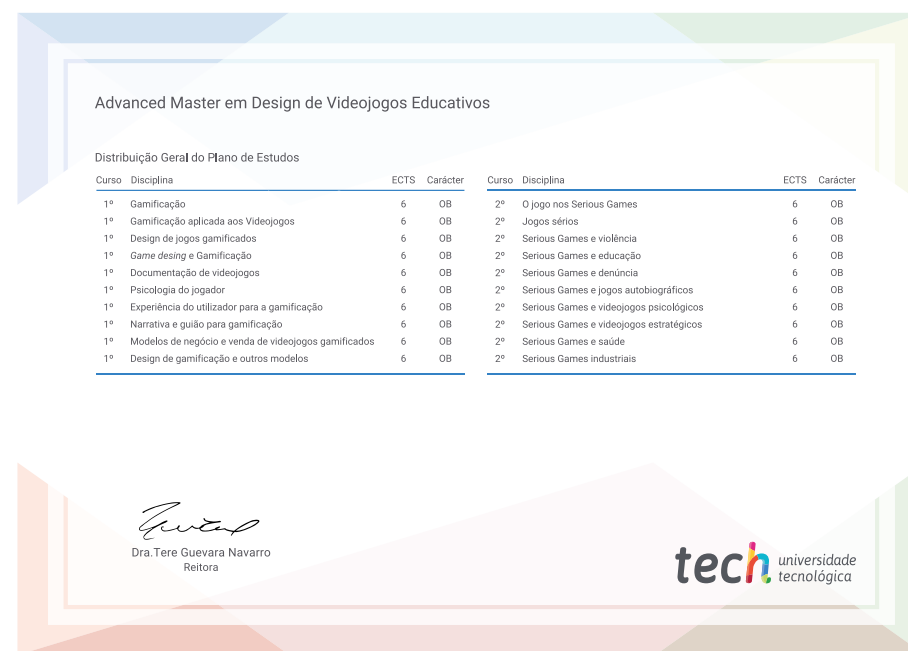 Advanced Master em Design de Videojogos Educativos
Distribuição Geral do Plano de Estudos
Curso Disciplina ECTS Carácter
1º Gamificação 6 OB
1º Gamificação aplicada aos Videojogos 6 OB
1º Design de jogos gamificados 6 OB
1º Game desing e Gamificação 6 OB
1º Documentação de videojogos 6 OB
1º Psicologia do jogador 6 OB
1º Experiência do utilizador para a gamificação 6 OB
1º Narrativa e guião para gamificação 6 OB
1º Modelos de negócio e venda de videojogos gamificados 6 OB
1º Design de gamificação e outros modelos 6 OB
Curso Disciplina ECTS Carácter
2º O jogo nos Serious Games 6 OB
2º Jogos sérios 6 OB
2º Serious Games e violência 6 OB
2º Serious Games e educação 6 OB
2º Serious Games e denúncia 6 OB
2º Serious Games e jogos autobiográficos 6 OB
2º Serious Games e videojogos psicológicos 6 OB
2º Serious Games e videojogos estratégicos 6 OB
2º Serious Games e saúde 6 OB
2º Serious Games industriais 6 OB
Dra.Tere Guevara Navarro
Reitora
tech universidade
tecnológica